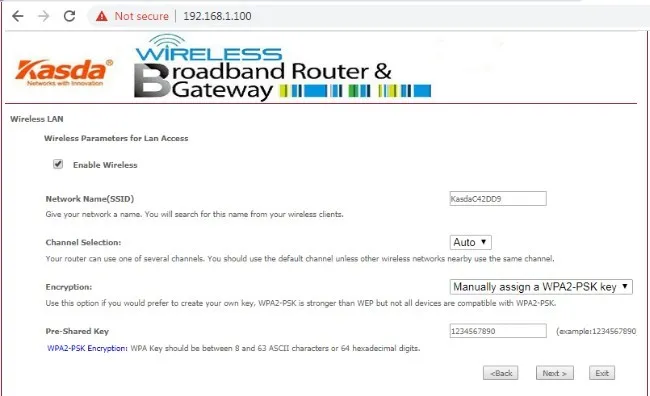 Not secure | 192.168.1.100
Kasda®
Networks with Innovation
WIRELESS
Broadband Router &
Gateway
Wireless LAN
Wireless Parameters for Lan Access
Enable Wireless
Network Name(SSID)
KasdaC42DD9
Give your network a name. You will search for this name from your wireless clients.
Channel Selection:
Auto
Your router can use one of several channels. You should use the default channel unless other wireless networks nearby use the same channel.
Encryption:
Manually assign a WPA2-PSK key
Use this option if you would prefer to create your own key. WPA2-PSK is stronger than WEP but not all devices are compatible with WPA2-PSK.
Pre-Shared Key
1234567890
(example:1234567890
WPA2-PSK Encryption: WPA Key should be between 8 and 63 ASCII characters or 64 hexadecimal digits.
<Back
Next >
Exit